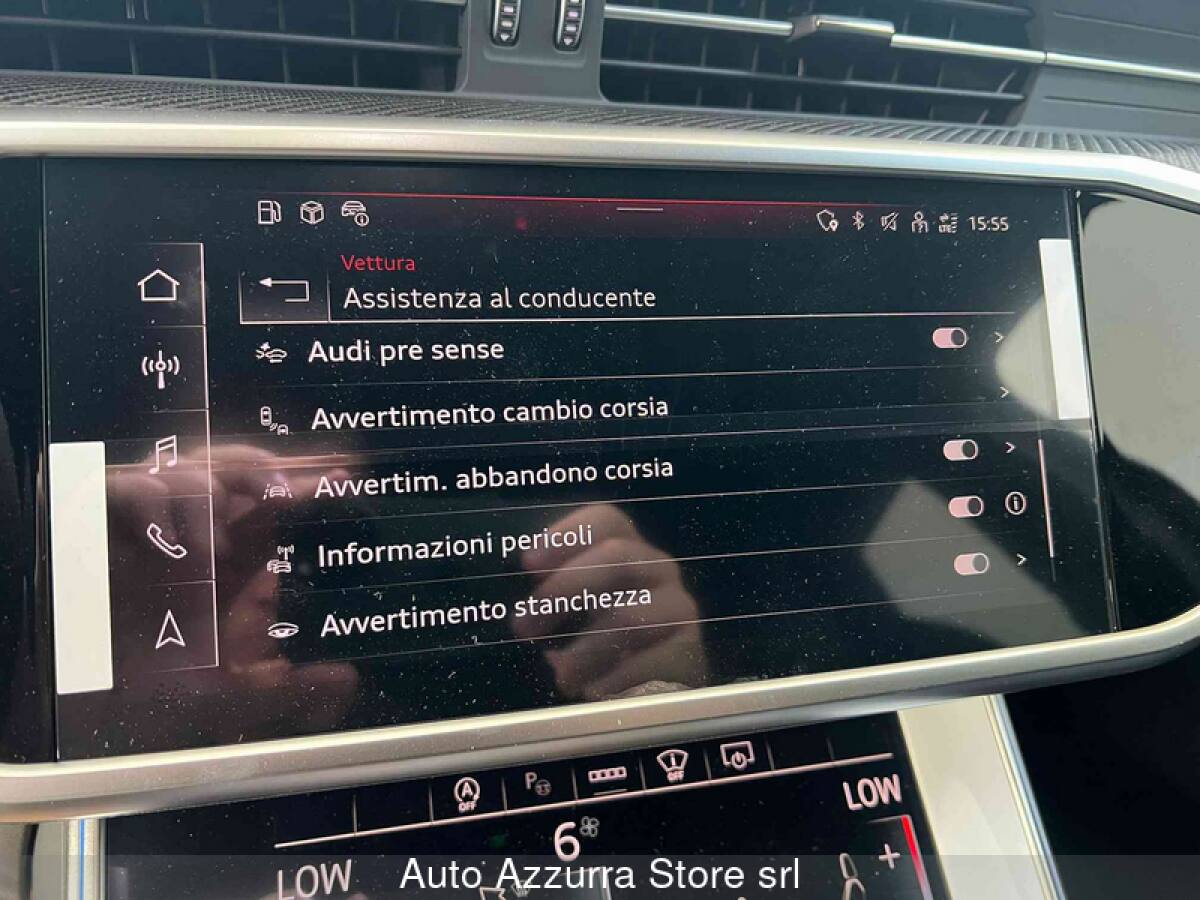 15:55
Vettura
Assistenza al conducente
Audi pre sense
Avvertimento cambio corsia
Avvertim. abbandono corsia
Informazioni pericoli
Avvertimento stanchezza
A OFF
P
OFF
LOW
6
LOW
+
Auto Azzurra Store srl